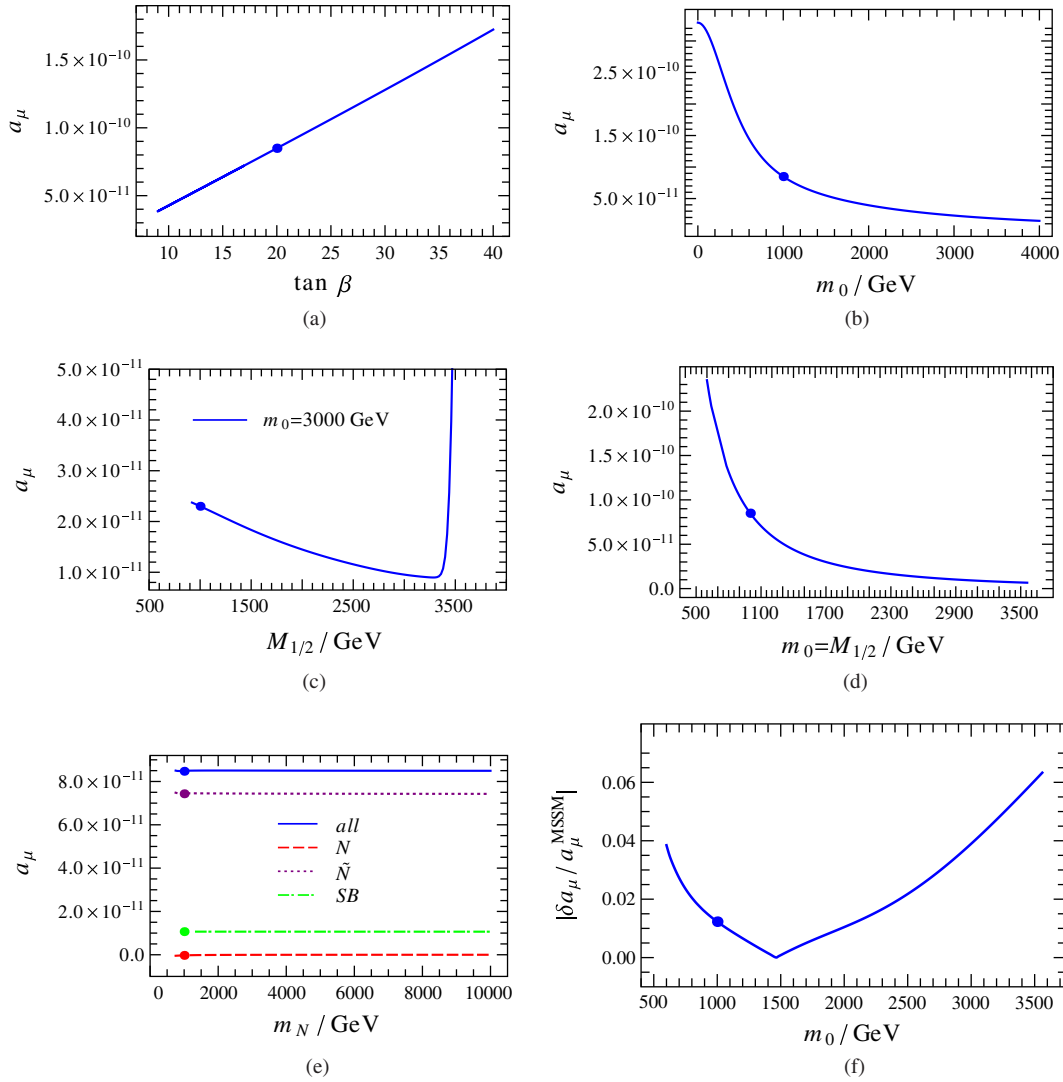 1.5×10⁻¹⁰
1.0×10⁻¹⁰
5.0×10⁻¹¹
a_μ
10 15 20 25 30 35 40
tan β
(a)
2.5×10⁻¹⁰
1.5×10⁻¹⁰
5.0×10⁻¹¹
a_μ
0 1000 2000 3000 4000
m_0 / GeV
(b)
5.0×10⁻¹¹
4.0×10⁻¹¹
3.0×10⁻¹¹
2.0×10⁻¹¹
1.0×10⁻¹¹
a_μ
m_0=3000 GeV
500 1500 2500 3500
M_{1/2} / GeV
(c)
2.0×10⁻¹⁰
1.5×10⁻¹⁰
1.0×10⁻¹⁰
5.0×10⁻¹¹
0.0
a_μ
500 1100 1700 2300 2900 3500
m_0=M_{1/2} / GeV
(d)
8.0×10⁻¹¹
6.0×10⁻¹¹
4.0×10⁻¹¹
2.0×10⁻¹¹
0.0
a_μ
all
N
Ñ
SB
0 2000 4000 6000 8000 10000
m_N / GeV
(e)
0.06
0.04
0.02
0.00
|δa_μ / a_μ^{MSSM}|
500 1000 1500 2000 2500 3000 3500
m_0 / GeV
(f)